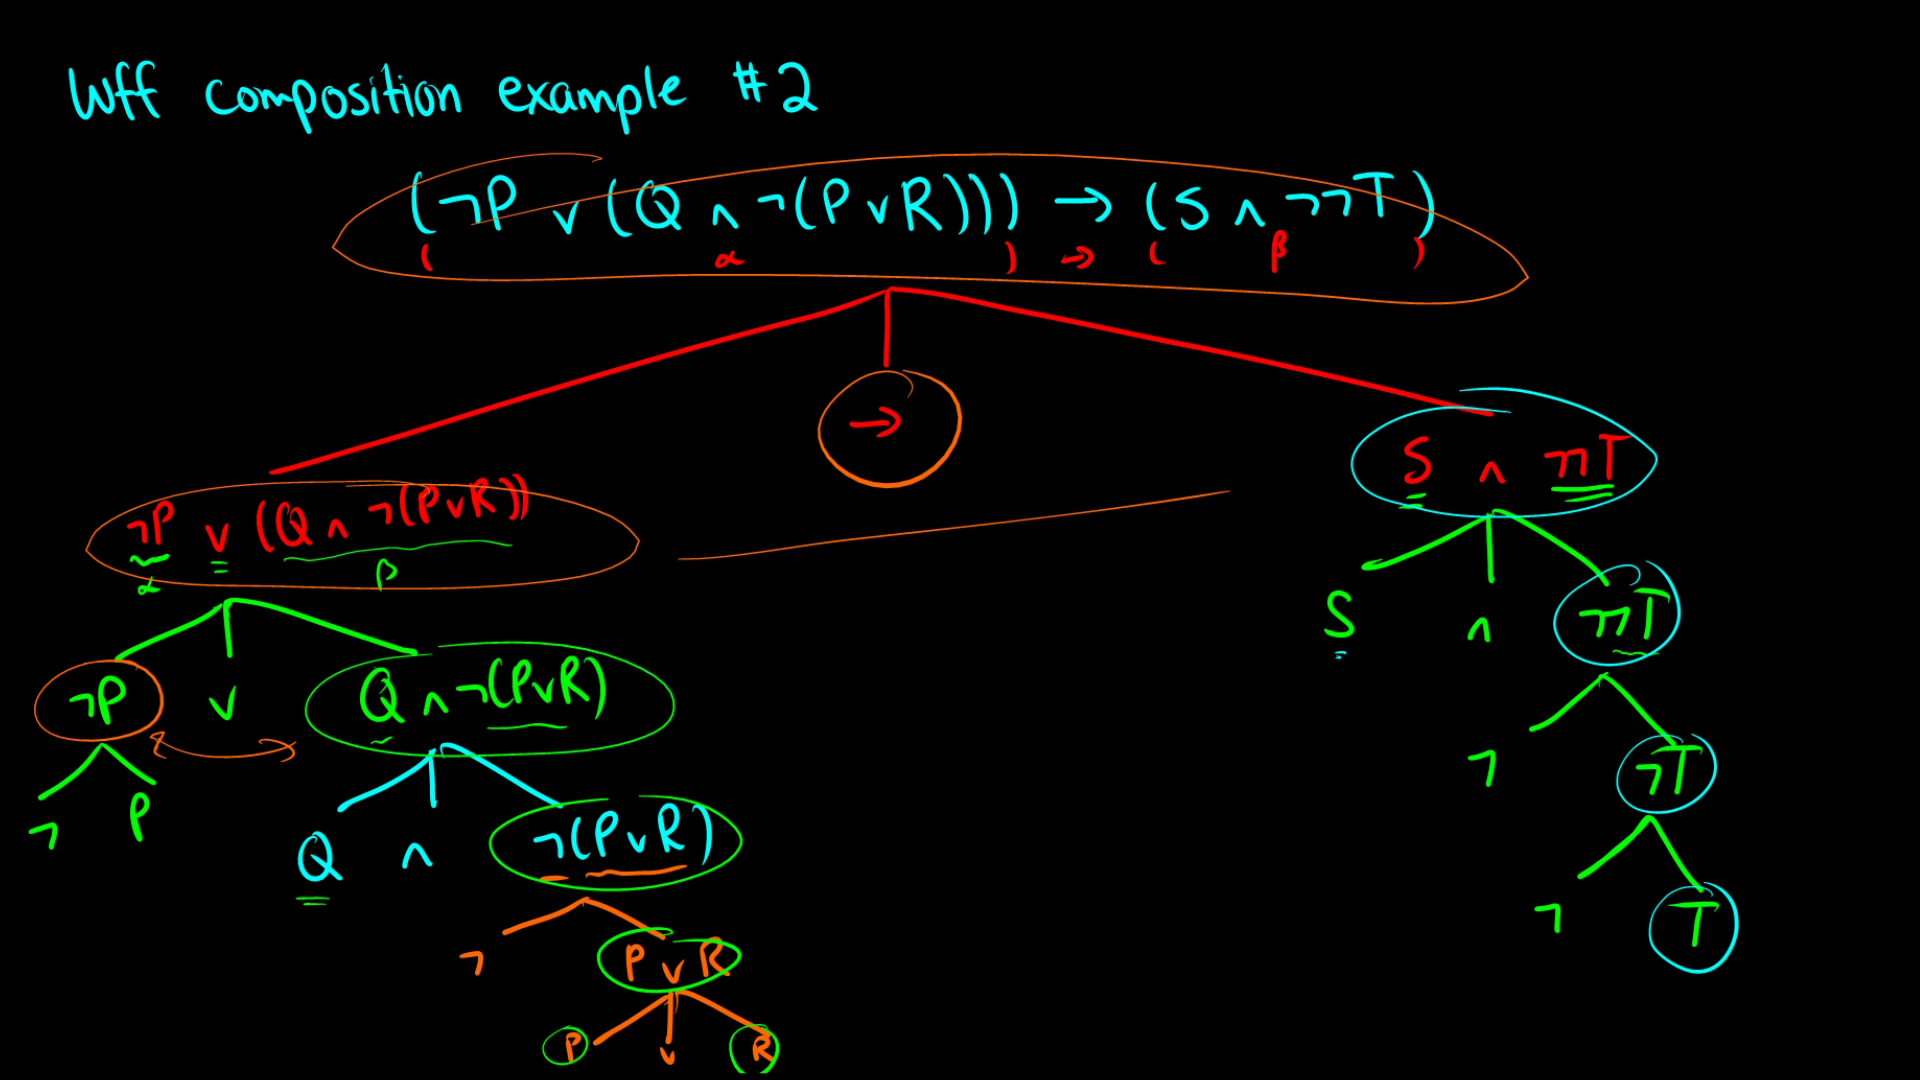 Wff composition example #2
(¬P ∨ (Q ∧ ¬(P ∨ R))) → (S ∧ ¬¬T)
( α ) → ( β )
→
S ∧ ¬¬T
¬P ∨ (Q ∧ ¬(P ∨ R))
α β
S ∧ ¬¬T
¬P ∨ Q ∧ ¬(P ∨ R)
¬ ¬T
¬ P
Q ∧ ¬(P ∨ R)
¬ T
¬ P ∨ R
P ∨ R